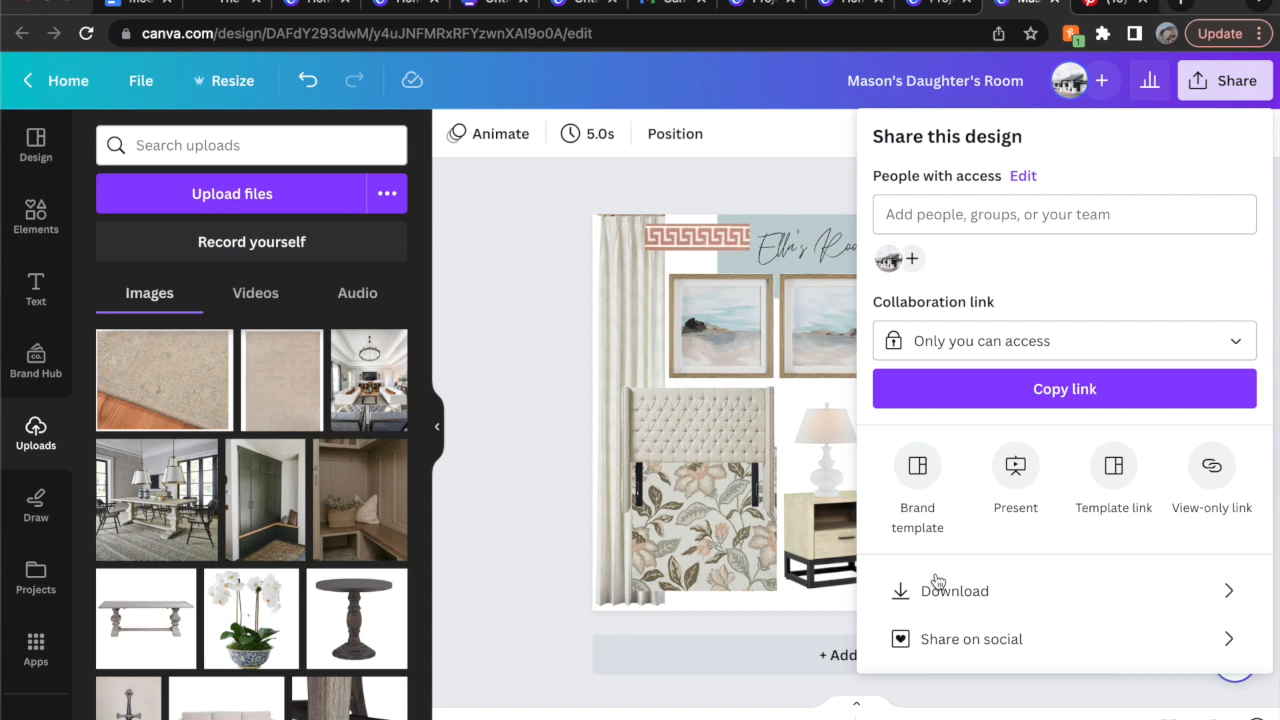 canva.com/design/DAFdY293dwM/y4uJNFMRxRFYzwnXAI9o0A/edit
1
Update
Home
File
Resize
Mason's Daughter's Room
Share
Design
Elements
Text
Brand Hub
Uploads
Draw
Projects
Apps
Search uploads
Upload files
Record yourself
Images
Videos
Audio
Animate
5.0s
Position
Ella's Roo
+ Add
Share this design
People with access Edit
Add people, groups, or your team
Collaboration link
Only you can access
Copy link
Brand
template
Present
Template link
View-only link
Download
Share on social